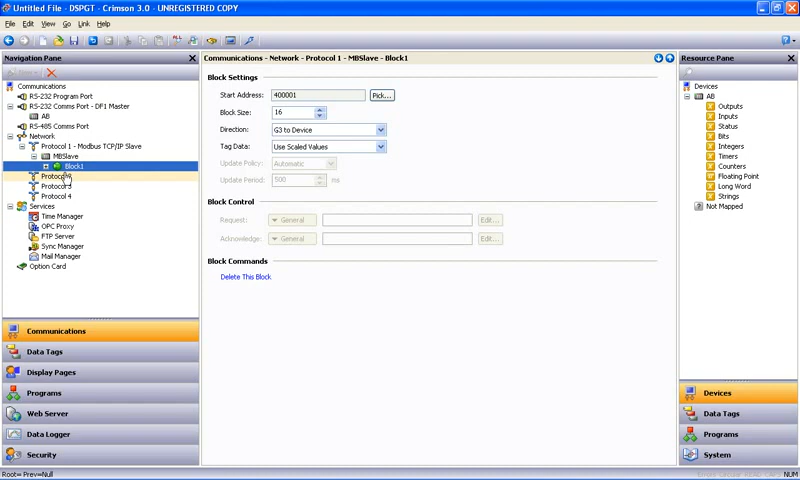 Untitled File - DSPGT - Crimson 3.0 - UNREGISTERED COPY
File Edit View Go Link Help
Navigation Pane
Communications
RS-232 Program Port
RS-232 Comms Port - DF1 Master
AB
RS-485 Comms Port
Network
Protocol 1 - Modbus TCP/IP Slave
MBSlave
Block1
Protocol
Protocol 3
Protocol 4
Services
Time Manager
OPC Proxy
FTP Server
Sync Manager
Mail Manager
Option Card
Communications
Data Tags
Display Pages
Programs
Web Server
Data Logger
Security
Communications - Network - Protocol 1 - MBSlave - Block1
Block Settings
Start Address: 400001 Pick...
Block Size: 16
Direction: G3 to Device
Tag Data: Use Scaled Values
Update Policy: Automatic
Update Period: 500 ms
Block Control
Request: General Edit...
Acknowledge: General Edit...
Block Commands
Delete This Block
Resource Pane
Devices
AB
Outputs
Inputs
Status
Bits
Integers
Timers
Counters
Floating Point
Long Word
Strings
Not Mapped
Devices
Data Tags
Programs
System
Root= Prev=Null
READ CAPS NUM